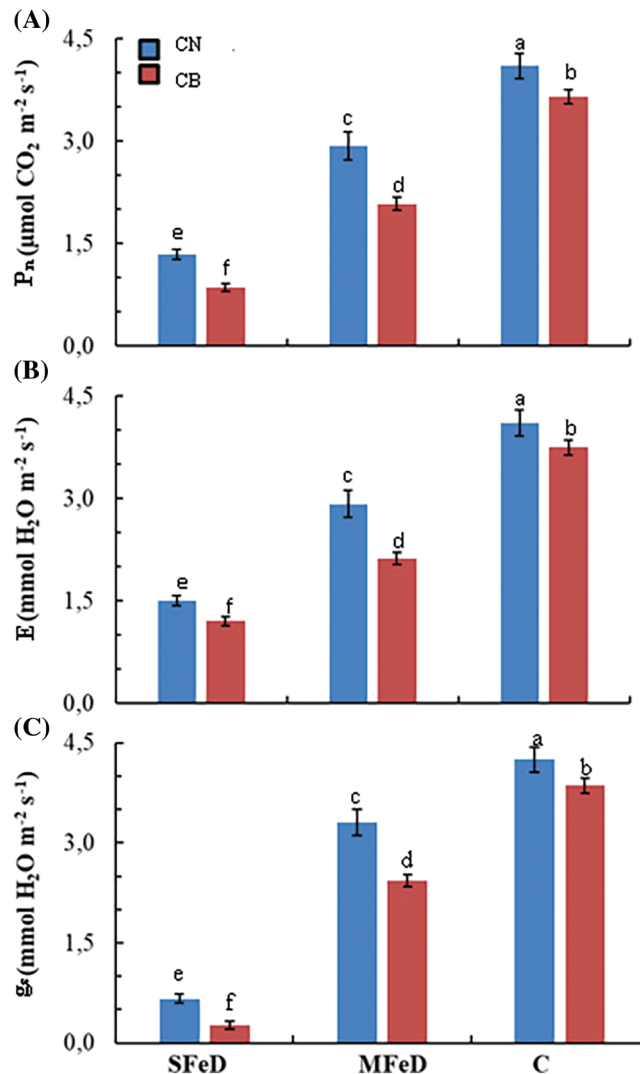 (A)
4,5
CN
CB
a
b
c
d
e
f
3,0
1,5
0,0
Pn (µmol CO2 m-2 s-1)
(B)
4,5
a
b
c
d
e
f
3,0
1,5
0,0
E (mmol H2O m-2 s-1)
(C)
4,5
a
b
c
d
e
f
3,0
1,5
0,0
gs (mmol H2O m-2 s-1)
SFeD MFeD C